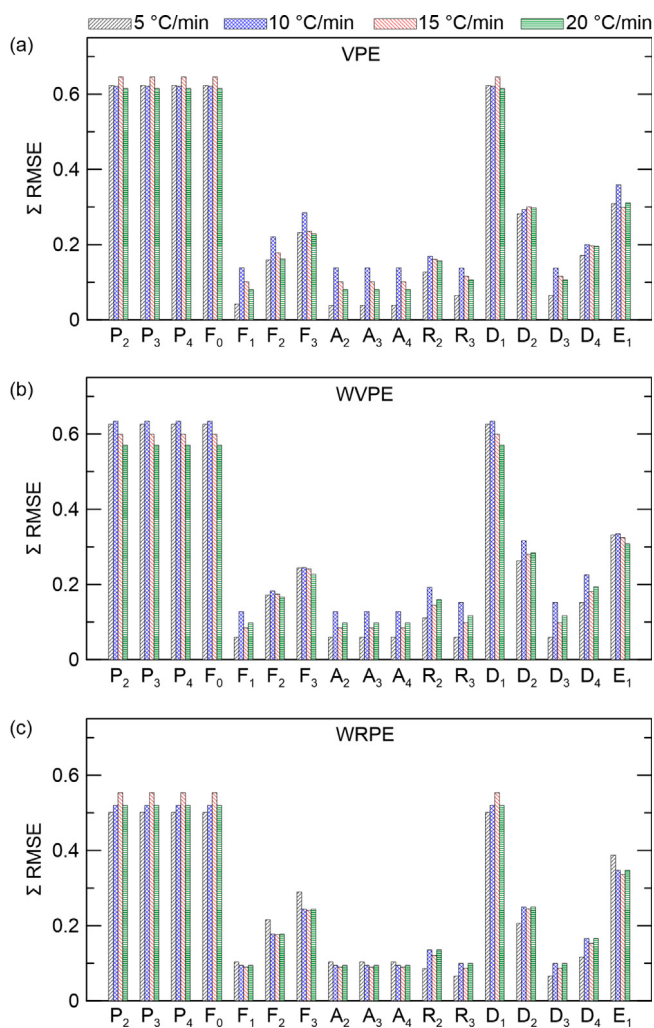 5 °C/min 10 °C/min 15 °C/min 20 °C/min
(a)
VPE
0.6
0.4
0.2
0
Σ RMSE
P₂ P₃ P₄ F₀ F₁ F₂ F₃ A₂ A₃ A₄ R₂ R₃ D₁ D₂ D₃ D₄ E₁
(b)
WVPE
0.6
0.4
0.2
0
Σ RMSE
P₂ P₃ P₄ F₀ F₁ F₂ F₃ A₂ A₃ A₄ R₂ R₃ D₁ D₂ D₃ D₄ E₁
(c)
WRPE
0.6
0.4
0.2
0
Σ RMSE
P₂ P₃ P₄ F₀ F₁ F₂ F₃ A₂ A₃ A₄ R₂ R₃ D₁ D₂ D₃ D₄ E₁